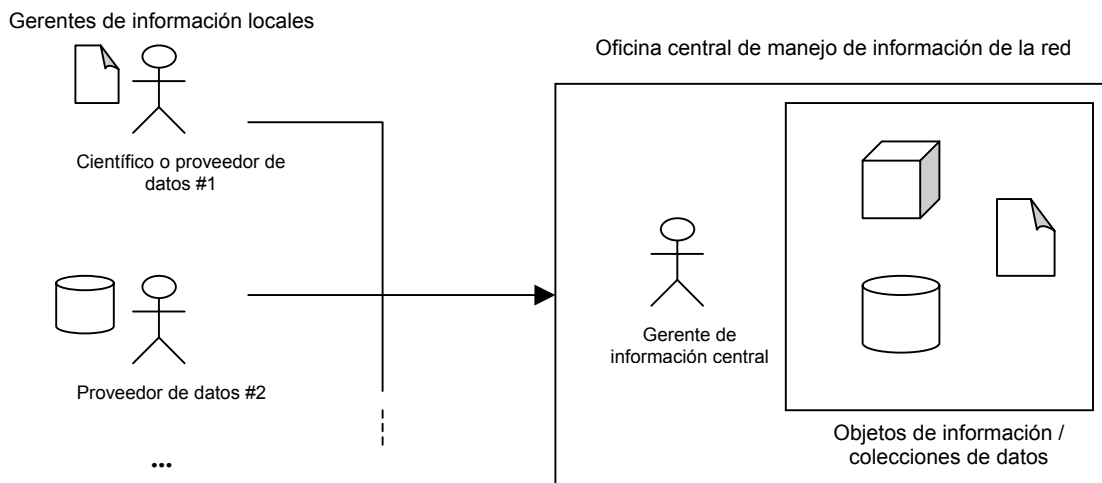 Gerentes de información locales
Oficina central de manejo de información de la red
Científico o proveedor de
datos #1
Gerente de
información central
Proveedor de datos #2
Objetos de información /
colecciones de datos
...